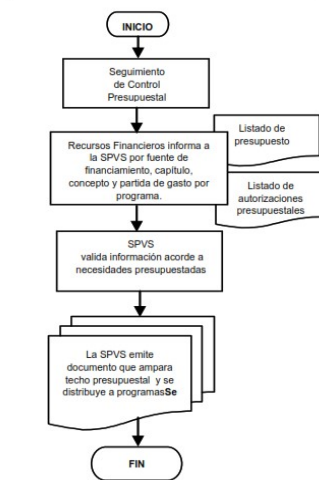 INICIO
Seguimiento
de Control
Presupuestal
Recursos Financieros informa a
la SPVS por fuente de
financiamiento, capítulo,
concepto y partida de gasto por
programa.
Listado de
presupuesto
Listado de
autorizaciones
presupuestales
SPVS
valida información acorde a
necesidades presupuestadas
La SPVS emite
documento que ampara
techo presupuestal y se
distribuye a programasSe
FIN